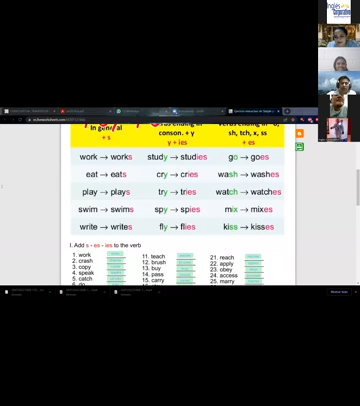 Ingles
Corporativo
In general
+ s
conson. + y
y + ies
sh, tch, x, ss
+ es
work → works study → studies go → goes
eat → eats cry → cries wash → washes
play → plays try → tries watch → watches
swim → swims spy → spies mix → mixes
write → writes fly → flies kiss → kisses
I. Add s - es - ies to the verb
1. work 11. teach 21. reach
2. crash 12. brush 22. apply
3. copy 13. buy 23. obey
4. speak 14. pass 24. access
5. catch 15. carry 25. marry